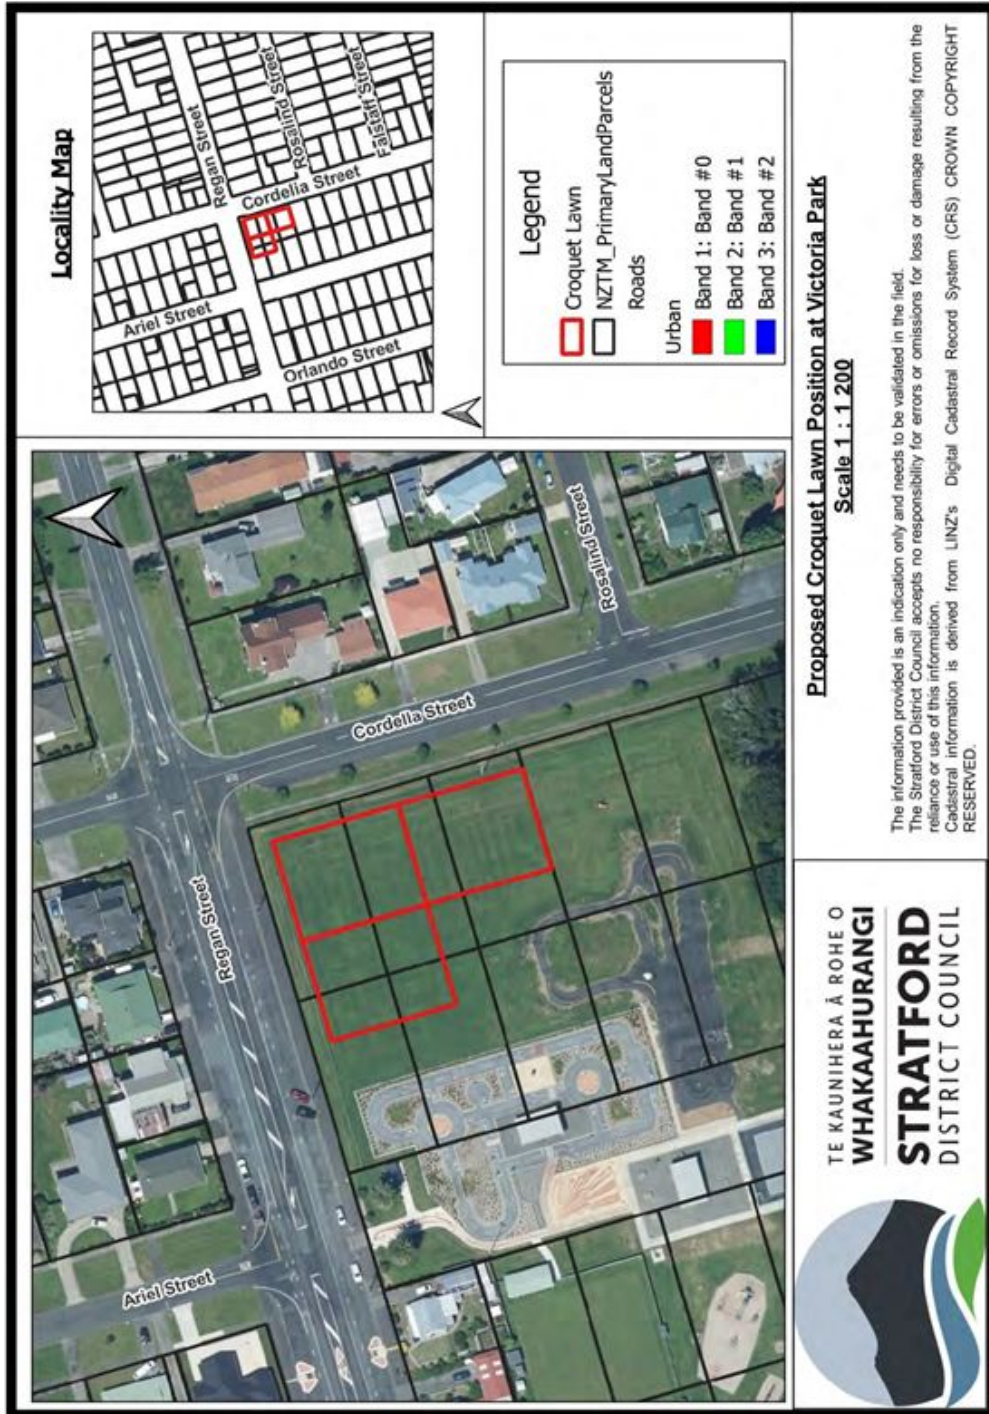 Locality Map
Regan Street
Rosalind Street
Falstaff Street
Cordelia Street
Ariel Street
Orlando Street
Legend
Croquet Lawn
NZTM_PrimaryLandParcels
Roads
Urban
Band 1: Band #0
Band 2: Band #1
Band 3: Band #2
Regan Street
Cordelia Street
Rosalind Street
Ariel Street
Proposed Croquet Lawn Position at Victoria Park
Scale 1 : 1 200
The information provided is an indication only and needs to be validated in the field.
The Stratford District Council accepts no responsibility for errors or omissions for loss or damage resulting from the
reliance or use of this information.
Cadastral information is derived from LINZ's Digital Cadastral Record System (CRS) CROWN COPYRIGHT
RESERVED.
TE KAUNIHERA Ā ROHE O
WHAKAAHURANGI
STRATFORD
DISTRICT COUNCIL